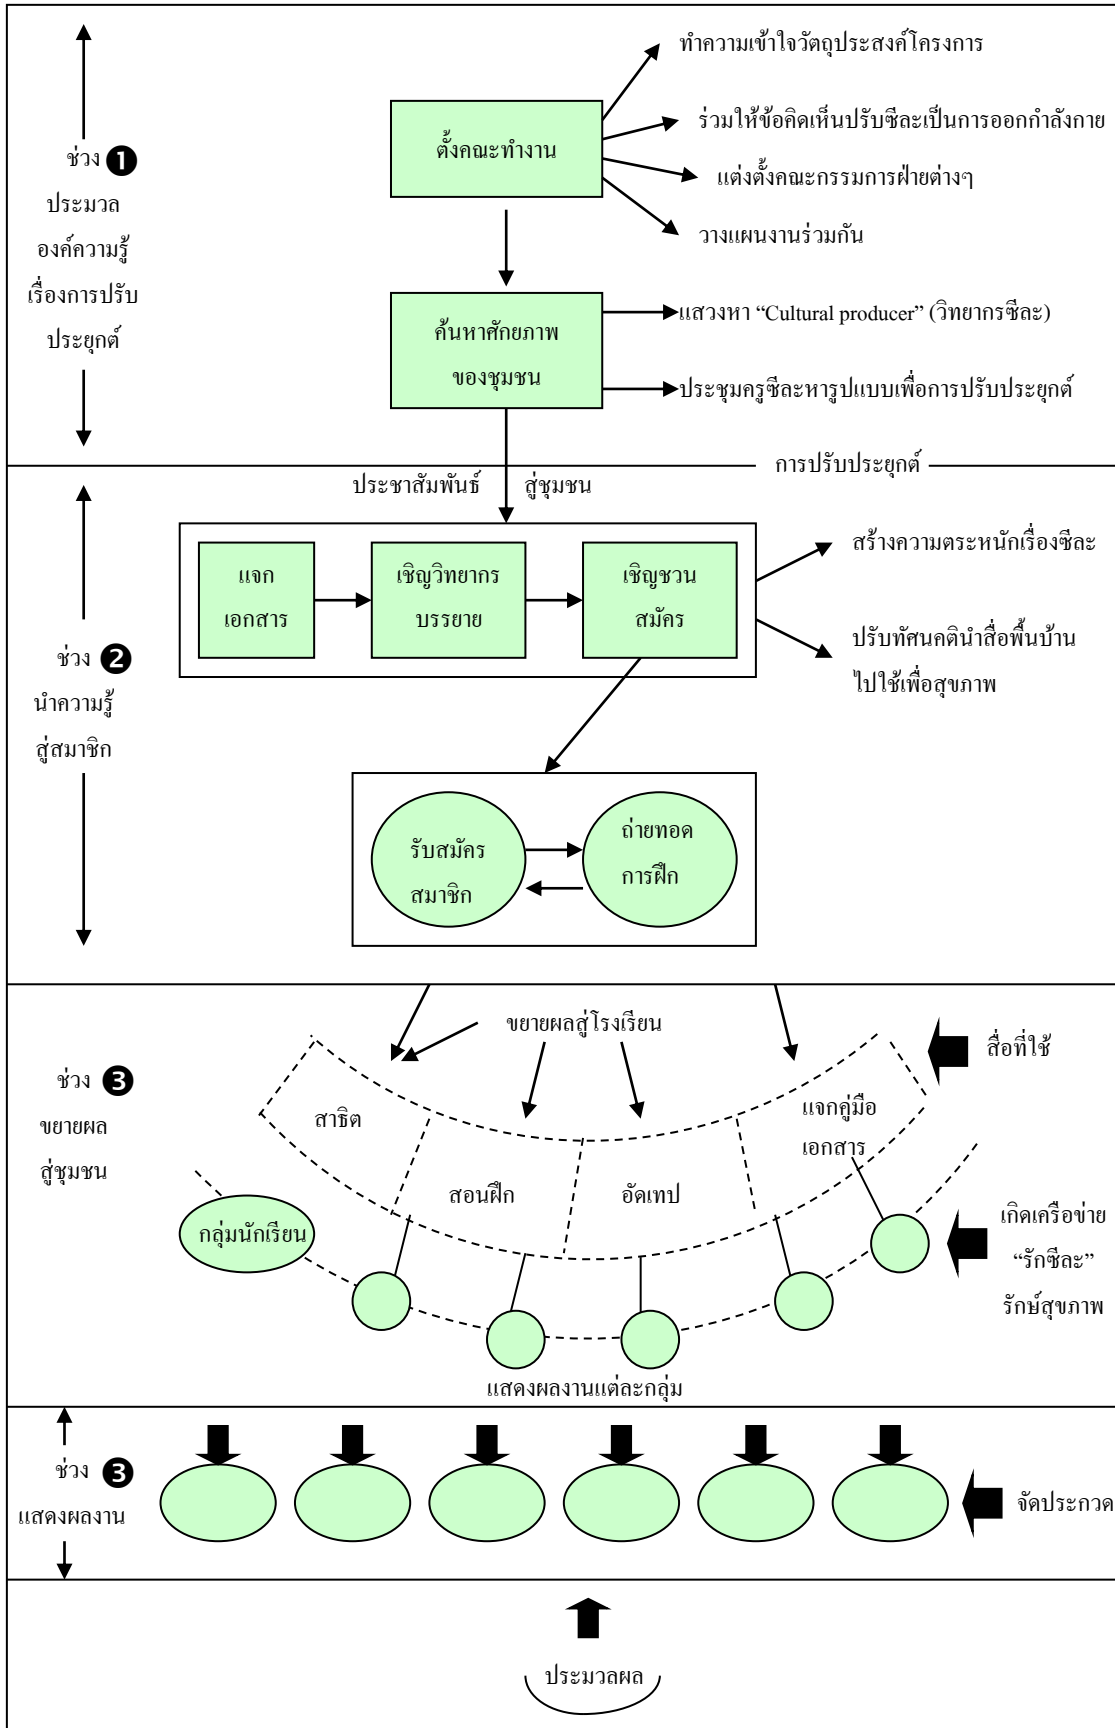 ทำความเข้าใจวัตถุประสงค์โครงการ
ร่วมให้ข้อคิดเห็นปรับซีละเป็นการออกกำลังกาย
ตั้งคณะทำงาน
แต่งตั้งคณะกรรมการฝ่ายต่างๆ
วางแผนงานร่วมกัน
ช่วง ❶
ประมวล
องค์ความรู้
เรื่องการปรับ
ประยุกต์
ค้นหาศักยภาพ
ของชุมชน
แสวงหา “Cultural producer” (วิทยากรซีละ)
ประชุมครูซีละหารูปแบบเพื่อการปรับประยุกต์
การปรับประยุกต์
ประชาสัมพันธ์ สู่ชุมชน
แจก
เอกสาร
เชิญวิทยากร
บรรยาย
เชิญชวน
สมัคร
สร้างความตระหนักเรื่องซีละ
ปรับทัศนคตินำสื่อพื้นบ้าน
ไปใช้เพื่อสุขภาพ
ช่วง ❷
นำความรู้
สู่สมาชิก
รับสมัคร
สมาชิก
ถ่ายทอด
การฝึก
ขยายผลสู่โรงเรียน
สื่อที่ใช้
ช่วง ❸
ขยายผล
สู่ชุมชน
สาธิต
สอนฝึก
อัดเทป
แจกคู่มือ
เอกสาร
กลุ่มนักเรียน
เกิดเครือข่าย
“รักซีละ”
รักษ์สุขภาพ
แสดงผลงานแต่ละกลุ่ม
ช่วง ❸
แสดงผลงาน
จัดประกวด
ประมวลผล